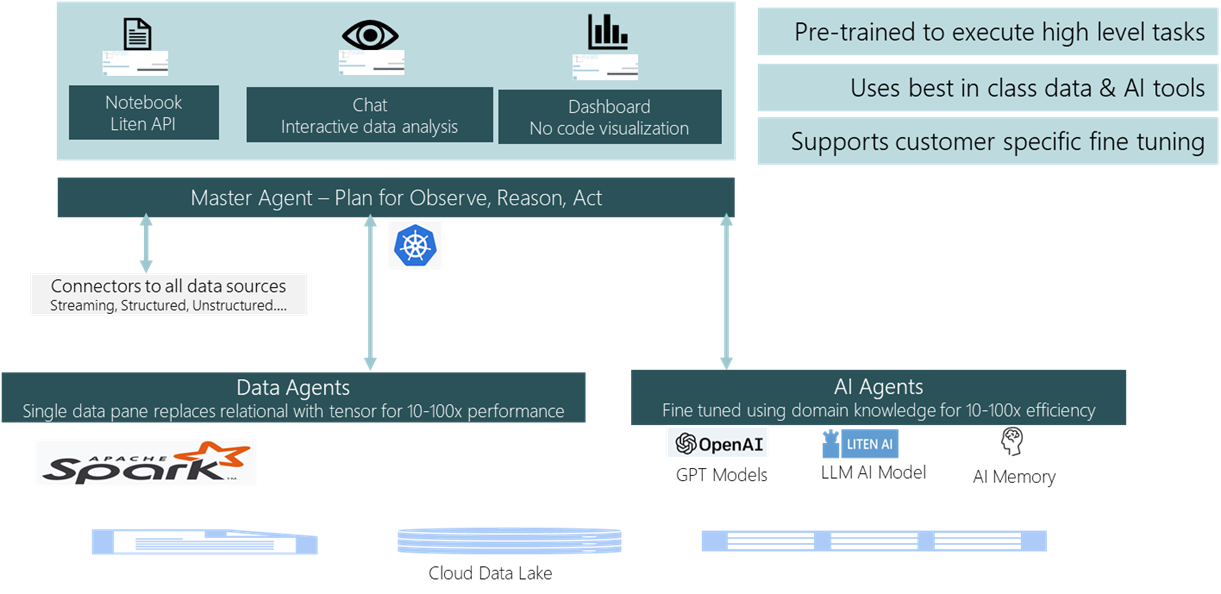 Notebook
Liten API
Chat
Interactive data analysis
Dashboard
No code visualization
Pre-trained to execute high level tasks
Uses best in class data & AI tools
Supports customer specific fine tuning
Master Agent – Plan for Observe, Reason, Act
Connectors to all data sources
Streaming, Structured, Unstructured....
Data Agents
Single data pane replaces relational with tensor for 10-100x performance
AI Agents
Fine tuned using domain knowledge for 10-100x efficiency
APACHE
Spark™
OpenAI
GPT Models
LITEN AI
LLM AI Model
AI Memory
Cloud Data Lake